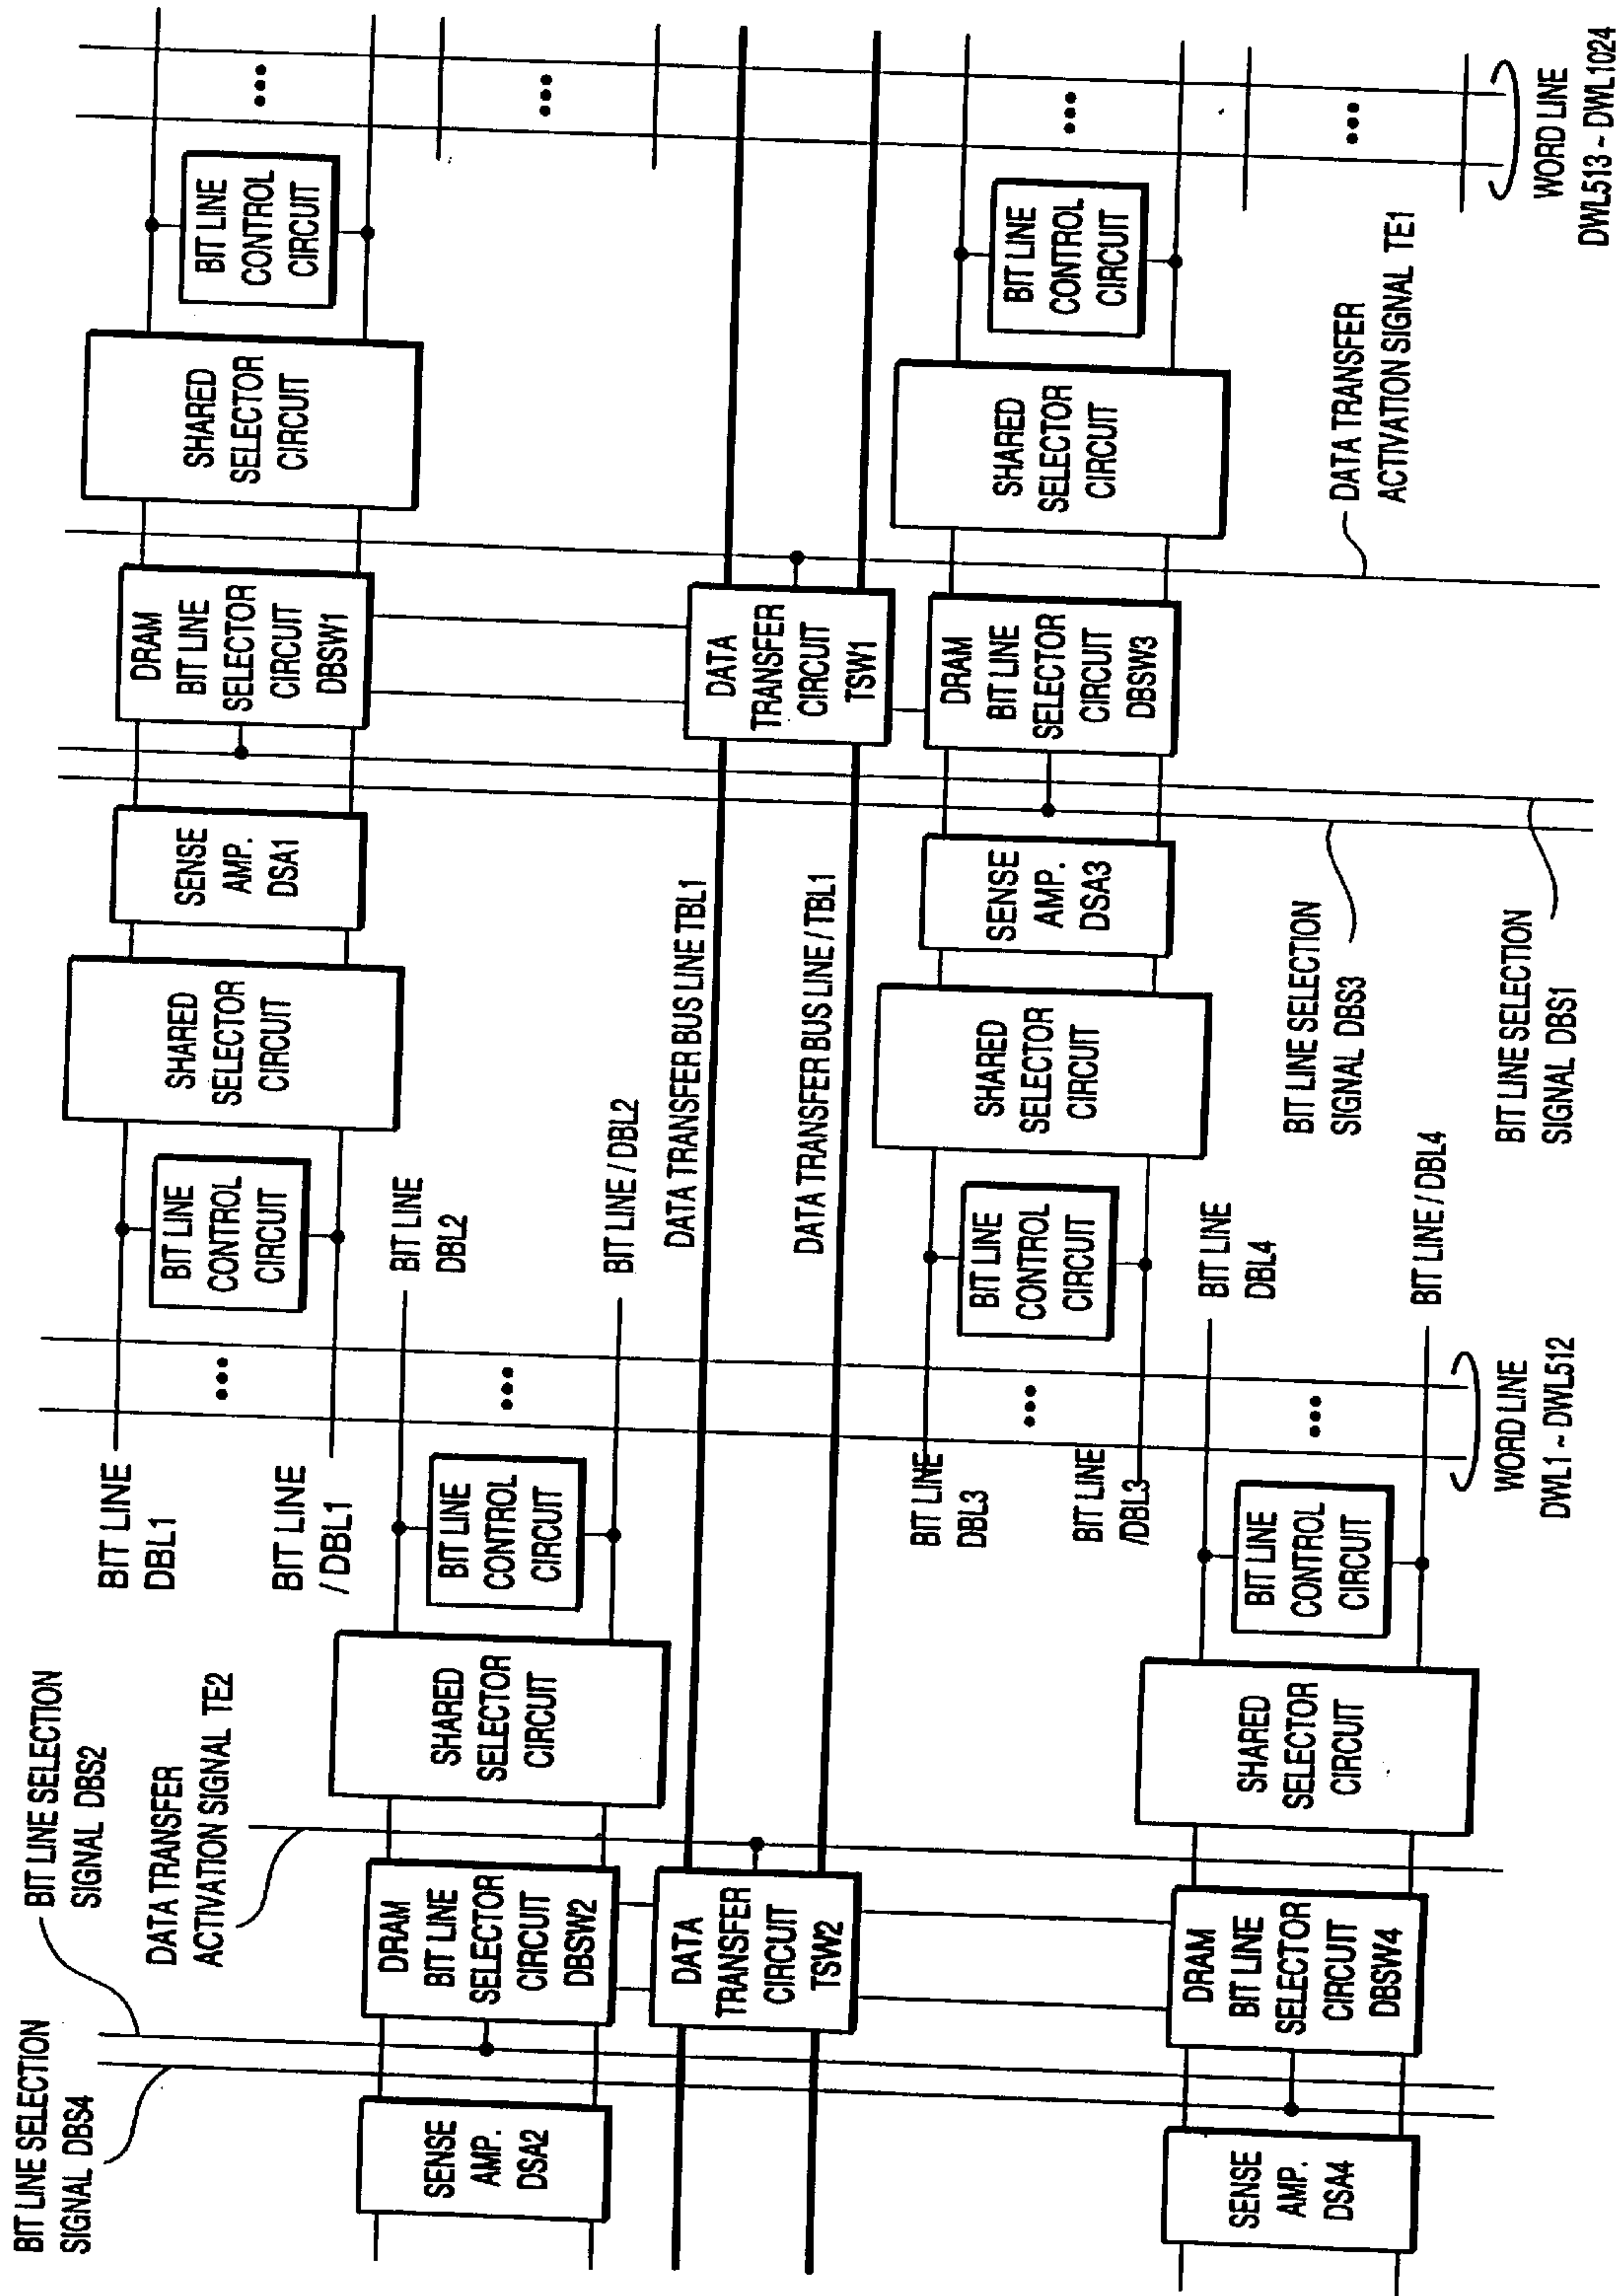 BIT LINE SELECTION
SIGNAL DBS4
BIT LINE SELECTION
SIGNAL DBS2
DATA TRANSFER
ACTIVATION SIGNAL TE2
BIT LINE
DBL1
BIT LINE
/ DBL1
BIT LINE
CONTROL
CIRCUIT
SHARED
SELECTOR
CIRCUIT
SENSE
AMP.
DSA1
DRAM
BIT LINE
SELECTOR
CIRCUIT
DBSW1
SHARED
SELECTOR
CIRCUIT
BIT LINE
CONTROL
CIRCUIT
•••
•••
SENSE
AMP.
DSA2
DRAM
BIT LINE
SELECTOR
CIRCUIT
DBSW2
SHARED
SELECTOR
CIRCUIT
BIT LINE
CONTROL
CIRCUIT
•••
BIT LINE
DBL2
BIT LINE / DBL2
•••
DATA
TRANSFER
CIRCUIT
TSW2
DATA TRANSFER BUS LINE TBL1
DATA TRANSFER BUS LINE / TBL1
DATA
TRANSFER
CIRCUIT
TSW1
BIT LINE
DBL3
BIT LINE
/DBL3
•••
BIT LINE
CONTROL
CIRCUIT
SHARED
SELECTOR
CIRCUIT
SENSE
AMP.
DSA3
DRAM
BIT LINE
SELECTOR
CIRCUIT
DBSW3
SHARED
SELECTOR
CIRCUIT
BIT LINE
CONTROL
CIRCUIT
•••
SENSE
AMP.
DSA4
DRAM
BIT LINE
SELECTOR
CIRCUIT
DBSW4
SHARED
SELECTOR
CIRCUIT
BIT LINE
CONTROL
CIRCUIT
•••
BIT LINE
DBL4
BIT LINE / DBL4
BIT LINE SELECTION
SIGNAL DBS3
DATA TRANSFER
ACTIVATION SIGNAL TE1
•••
WORD LINE
DWL1 ~ DWL512
BIT LINE SELECTION
SIGNAL DBS1
WORD LINE
DWL513 ~ DWL1024